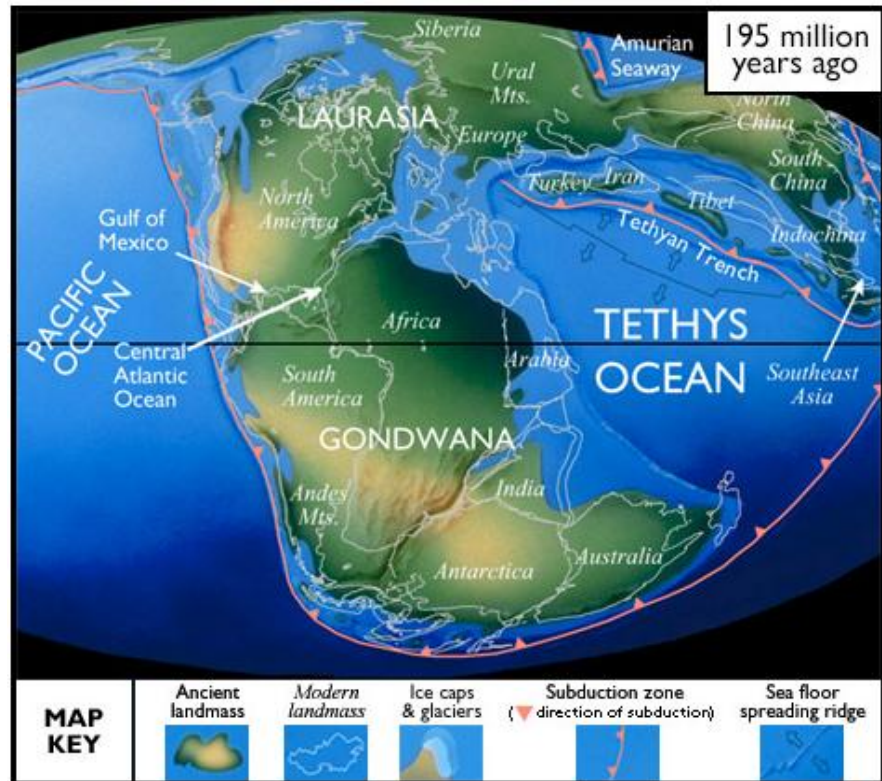 195 million
years ago
Siberia
Amurian
Seaway
Ural
Mts.
North
China
LAURASIA
Europe
South
China
Turkey
Iran
Tibet
North
America
Indochina
Gulf of
Mexico
Tethyan Trench
PACIFIC
OCEAN
Africa
TETHYS
OCEAN
Central
Atlantic
Ocean
Arabia
South
America
Southeast
Asia
GONDWANA
India
Andes
Mts.
Antarctica
Australia
MAP
KEY
Ancient
landmass
Modern
landmass
Ice caps
& glaciers
Subduction zone
(▼ direction of subduction)
Sea floor
spreading ridge